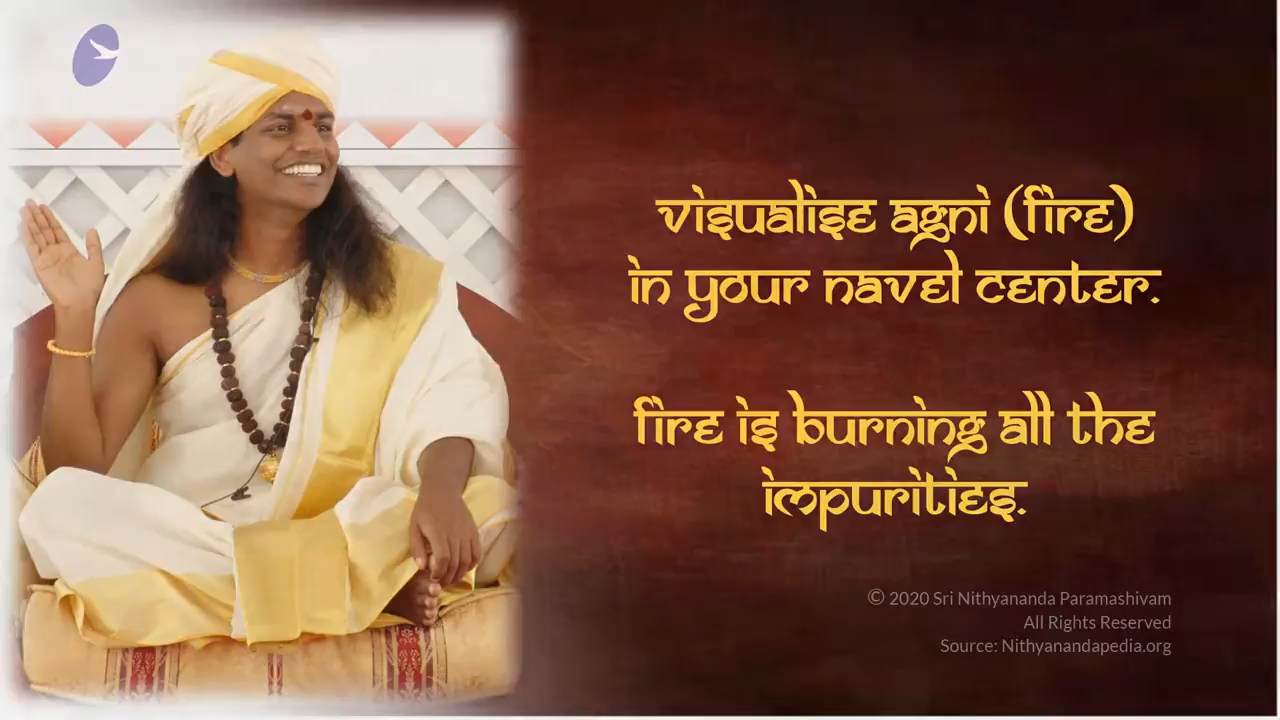 visualise agni (fire)
in your navel center.
fire is burning all the
impurities.
© 2020 Sri Nithyananda Paramashivam
All Rights Reserved
Source: Nithyanandapedia.org